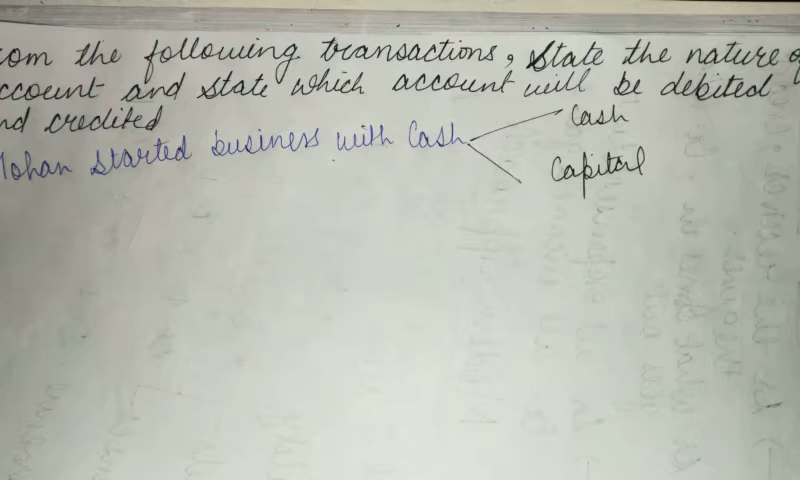 om the following transactions, State the nature of
ccount and state which account will be debited
nd credited
Mohan started business with Cash
Cash
Capital